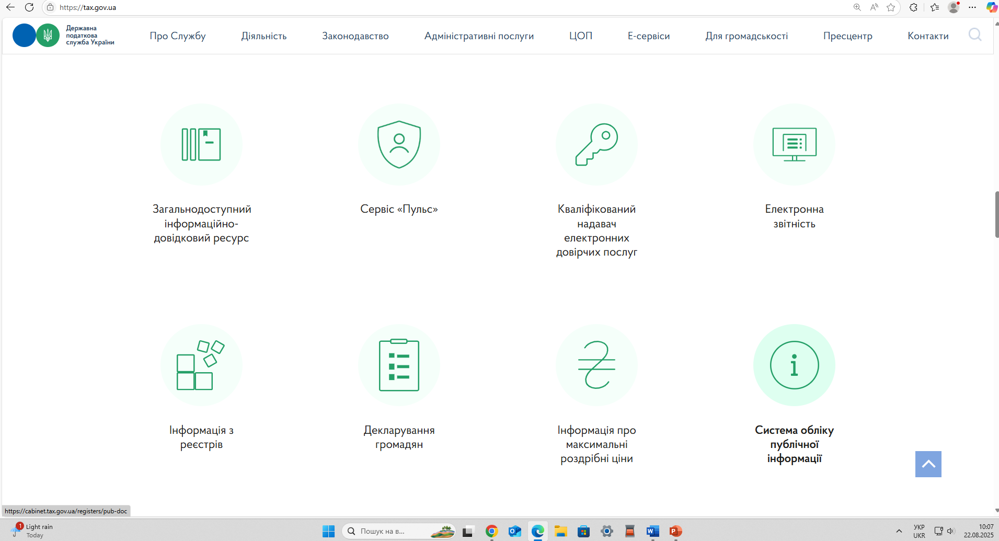 https://tax.gov.ua
Державна
податкова
служба України
Про Службу
Діяльність
Законодавство
Адміністративні послуги
ЦОП
Е-сервіси
Для громадськості
Пресцентр
Контакти
Загальнодоступний
інформаційно-
довідковий ресурс
Сервіс «Пульс»
Кваліфікований
надавач
електронних
довірчих послуг
Електронна
звітність
Інформація з
реєстрів
Декларування
громадян
Інформація про
максимальні
роздрібні ціни
Система обліку
публічної
інформації
https://cabinet.tax.gov.ua/registers/pub-doc
1
Light rain
Today
Пошук на в...
УКР
UKR
10:07
22.08.2025